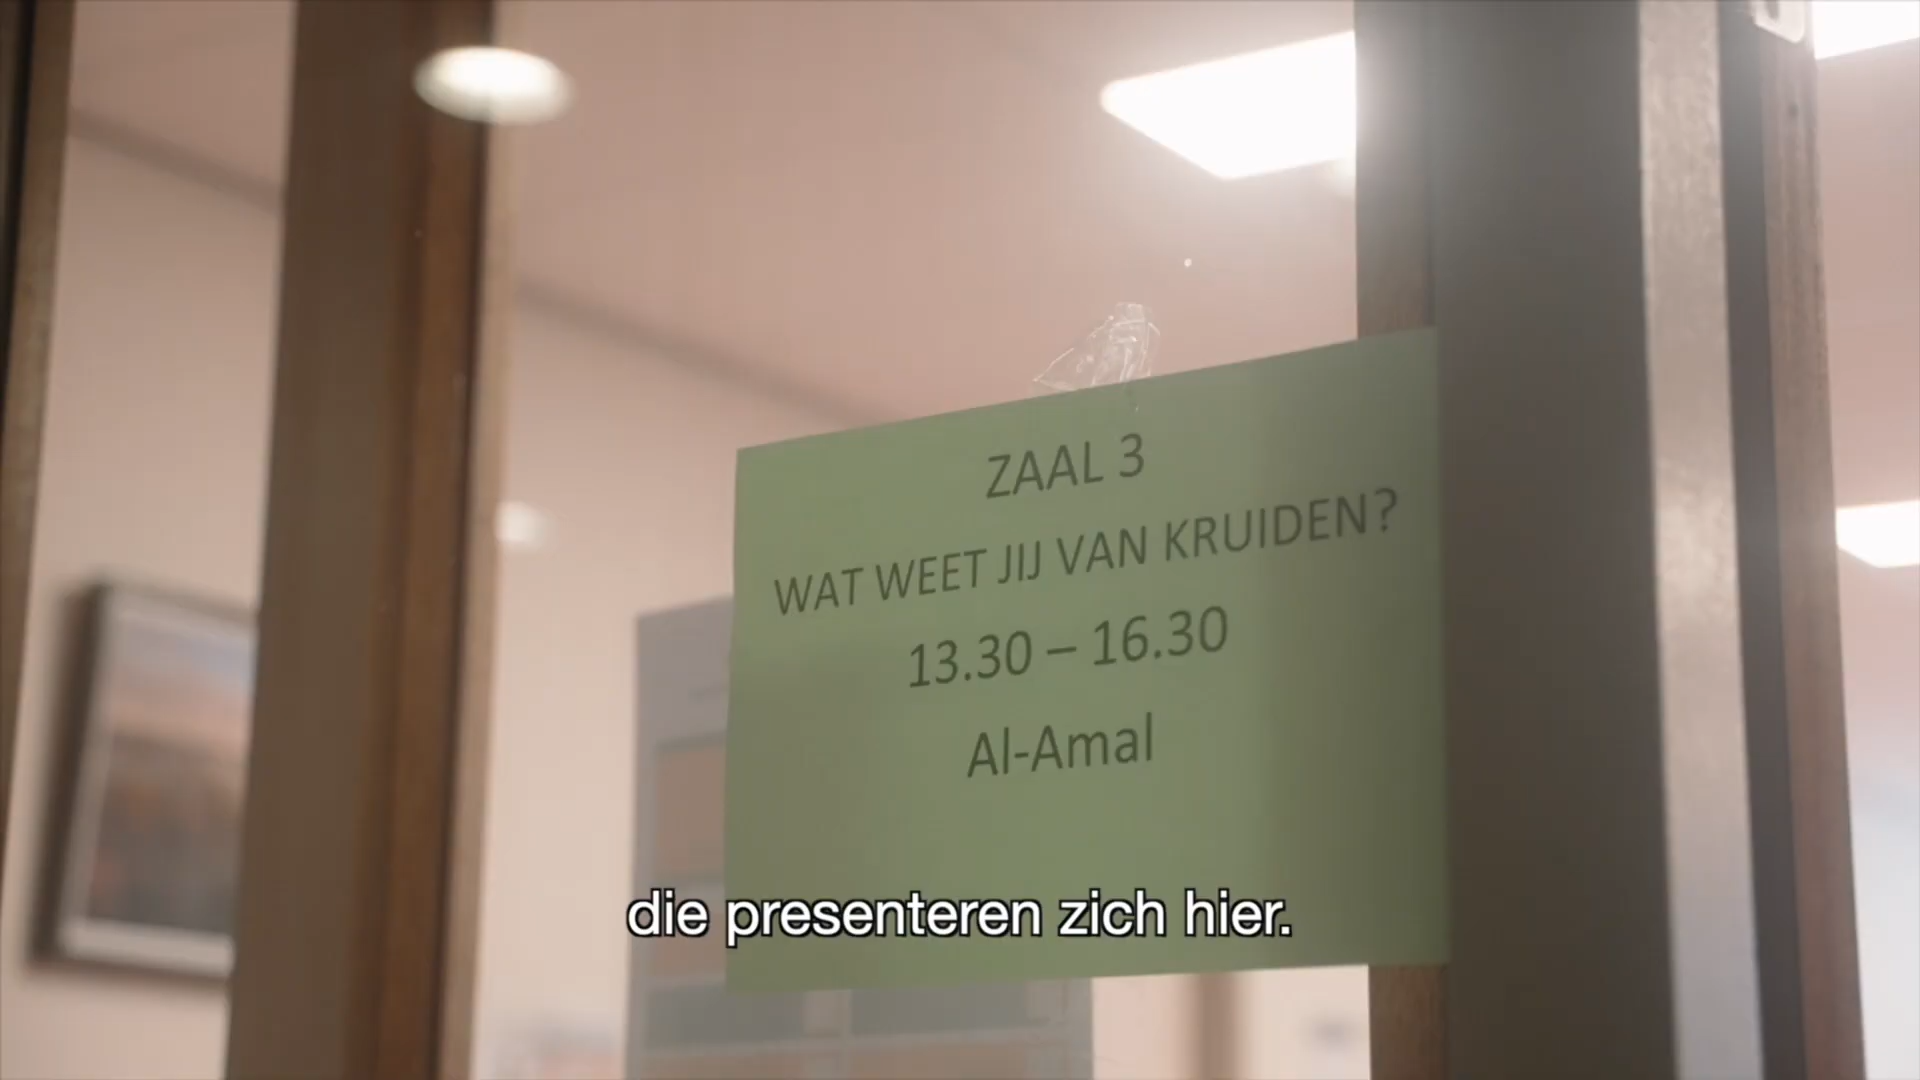 ZAAL 3
WAT WEET JIJ VAN KRUIDEN?
13.30 – 16.30
Al-Amal
die presenteren zich hier.